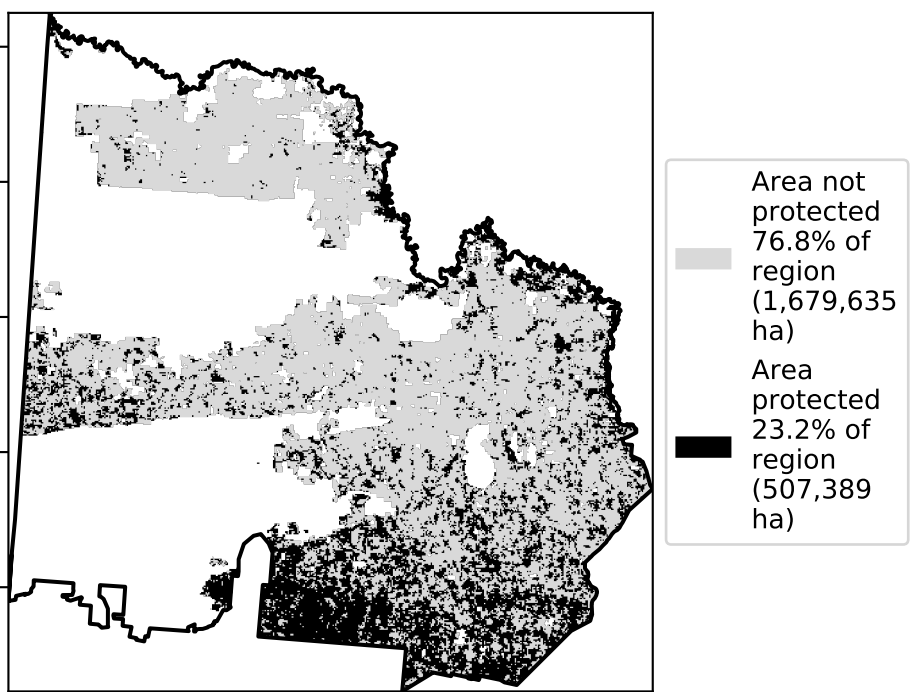 Area not
protected
76.8% of
region
(1,679,635
ha)
Area
protected
23.2% of
region
(507,389
ha)